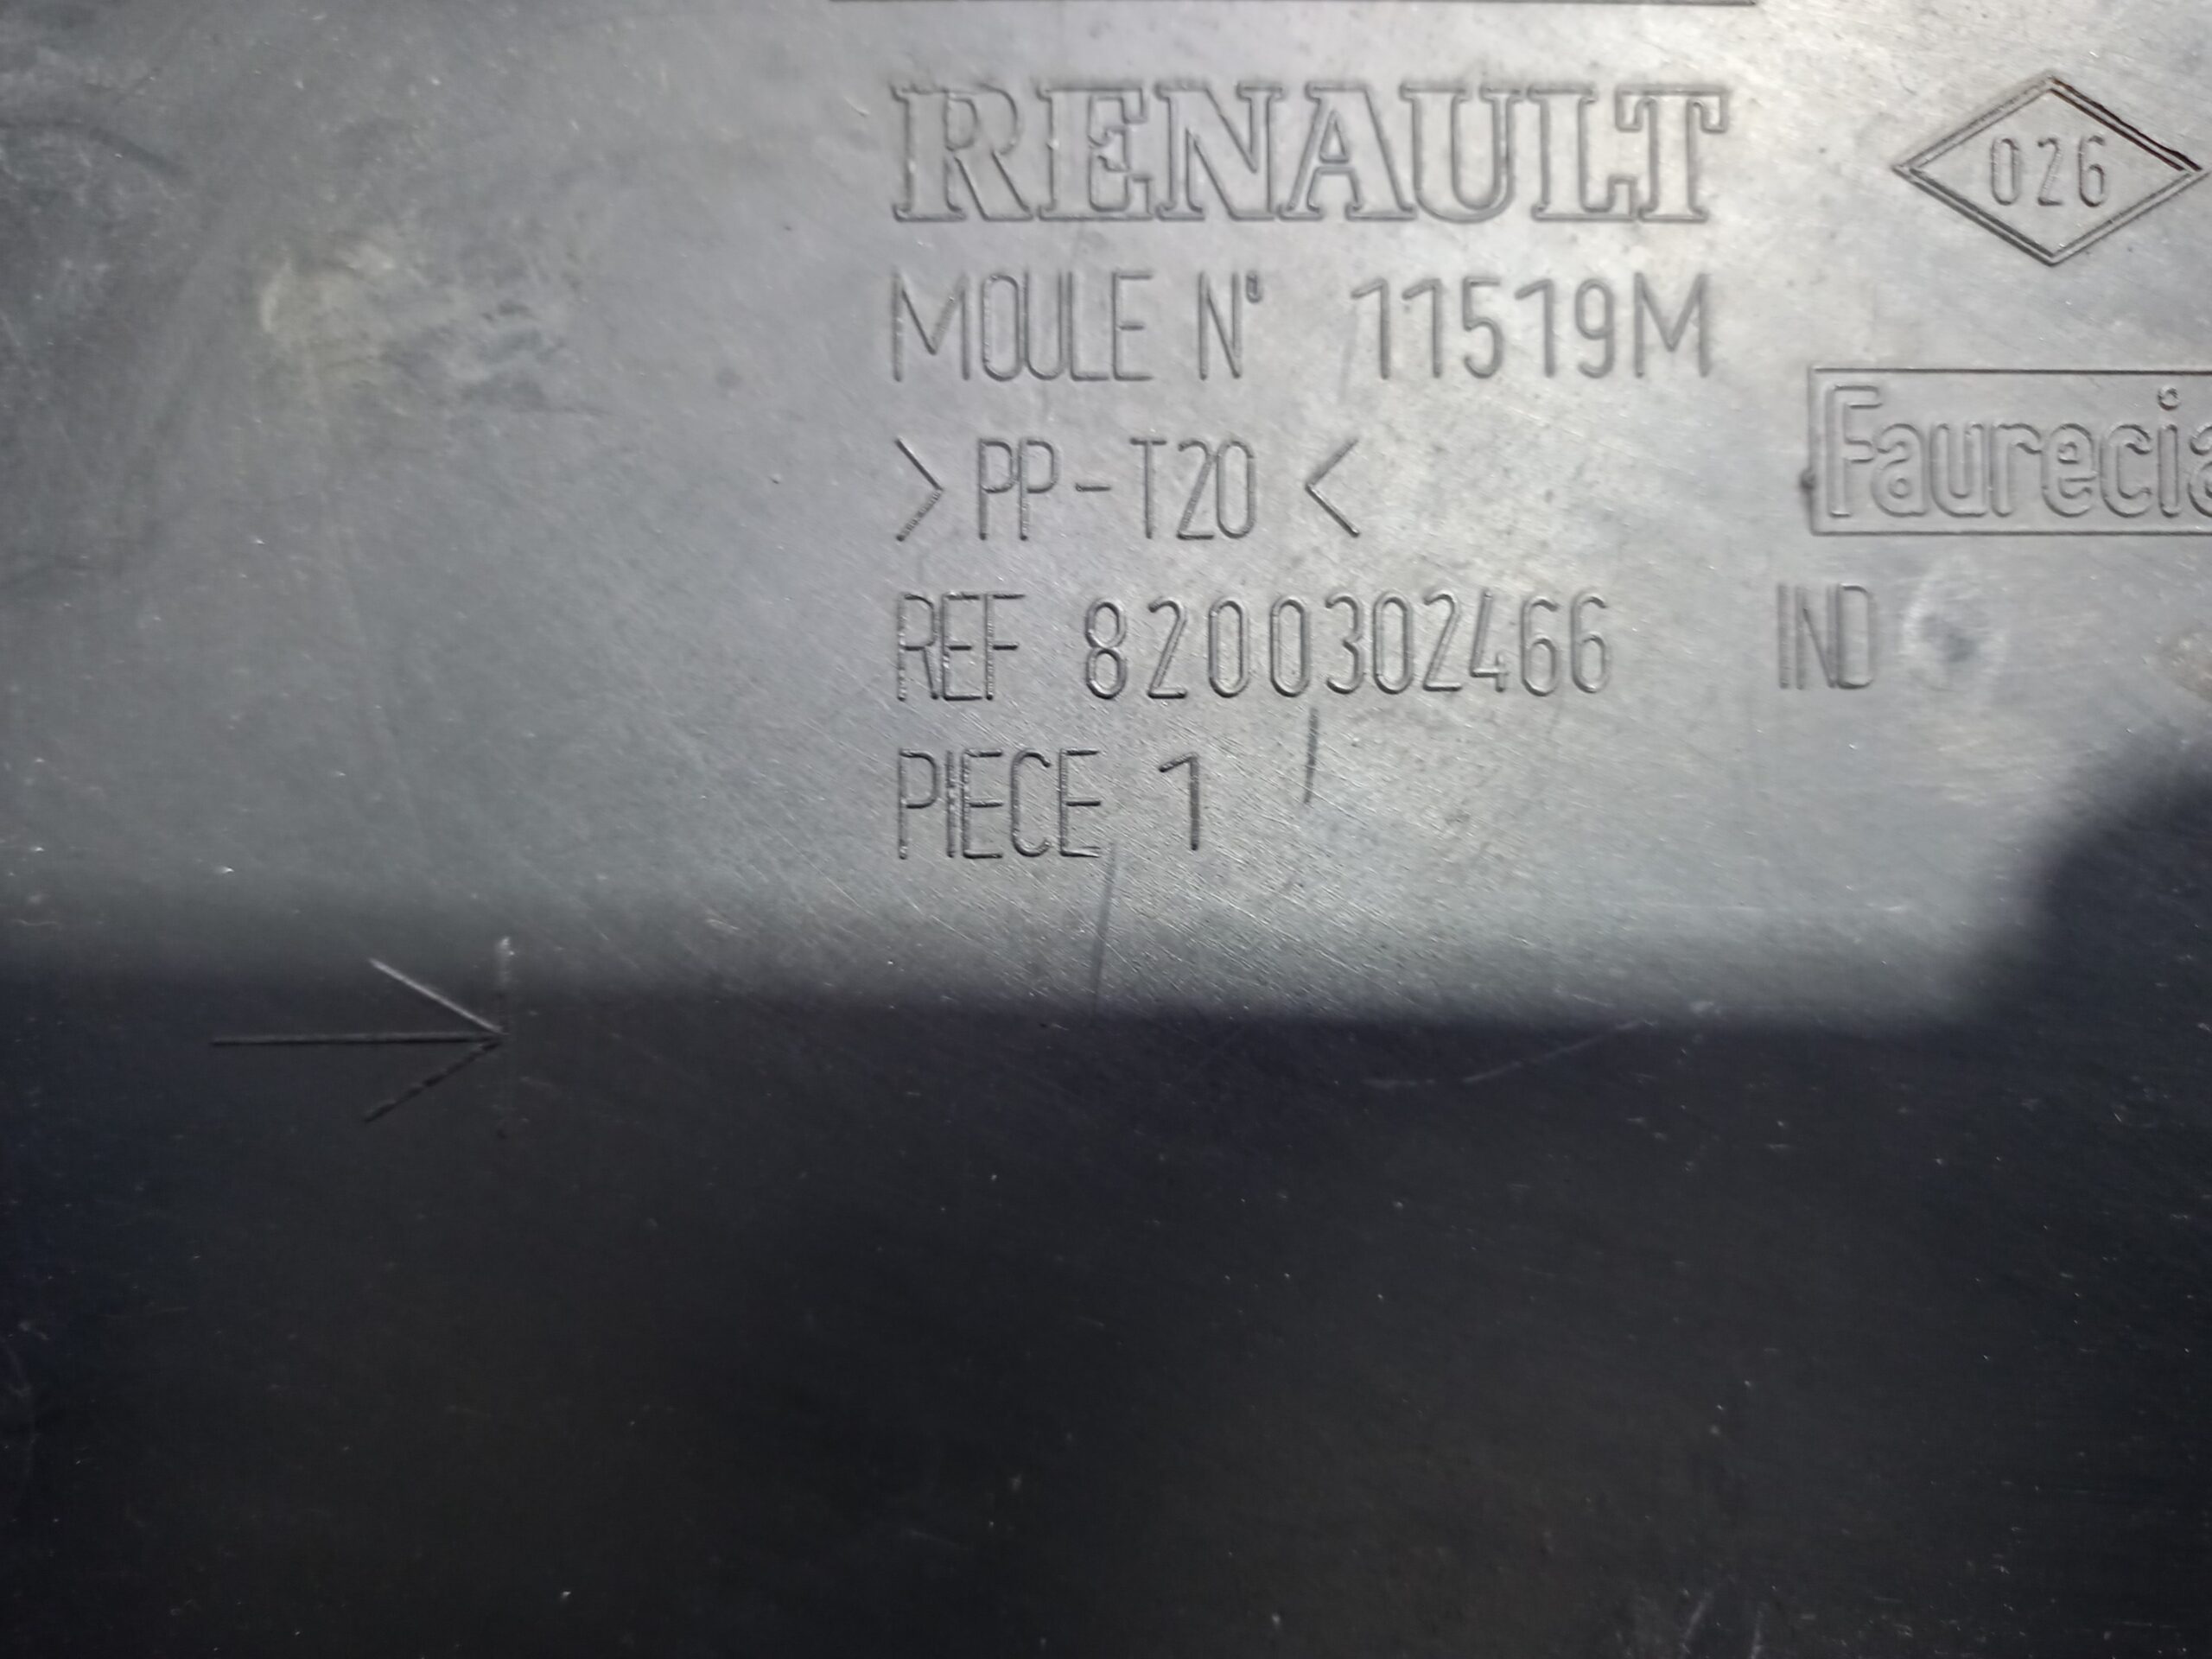 RENAULT
026
MOULE N° 11519M
Faurecia
>PP-T20<
REF 8200302466 IND
PIECE 1